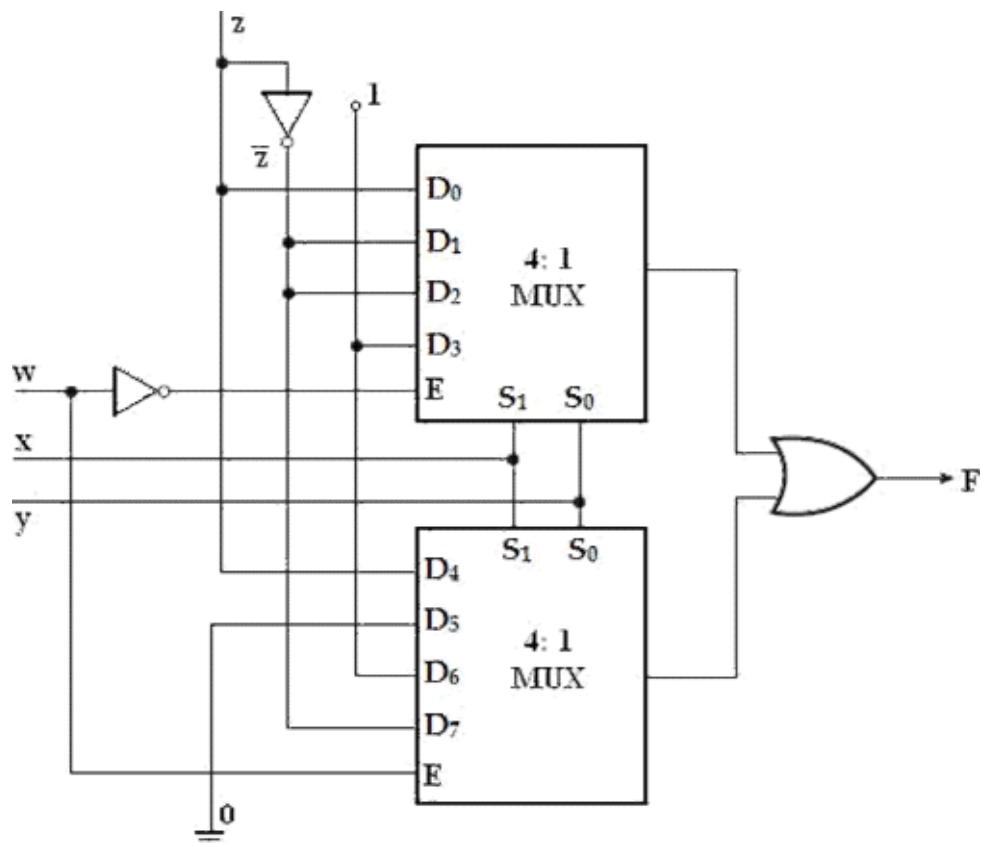 z
1
z̅
D₀
D₁
4: 1
MUX
D₂
D₃
w
E
S₁ S₀
x
y
F
S₁ S₀
D₄
D₅
4: 1
MUX
D₆
D₇
E
0